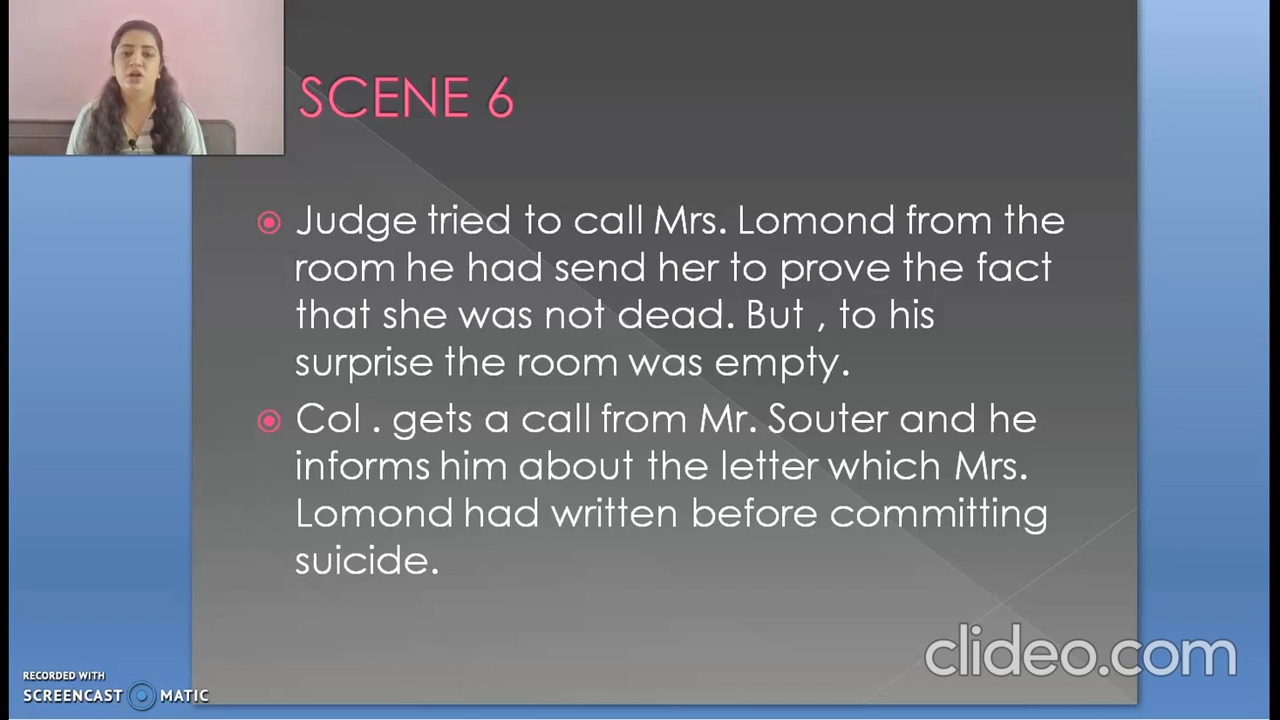 SCENE 6
Judge tried to call Mrs. Lomond from the
room he had send her to prove the fact
that she was not dead. But , to his
surprise the room was empty.
Col . gets a call from Mr. Souter and he
informs him about the letter which Mrs.
Lomond had written before committing
suicide.
clideo.com
RECORDED WITH
SCREENCAST MATIC